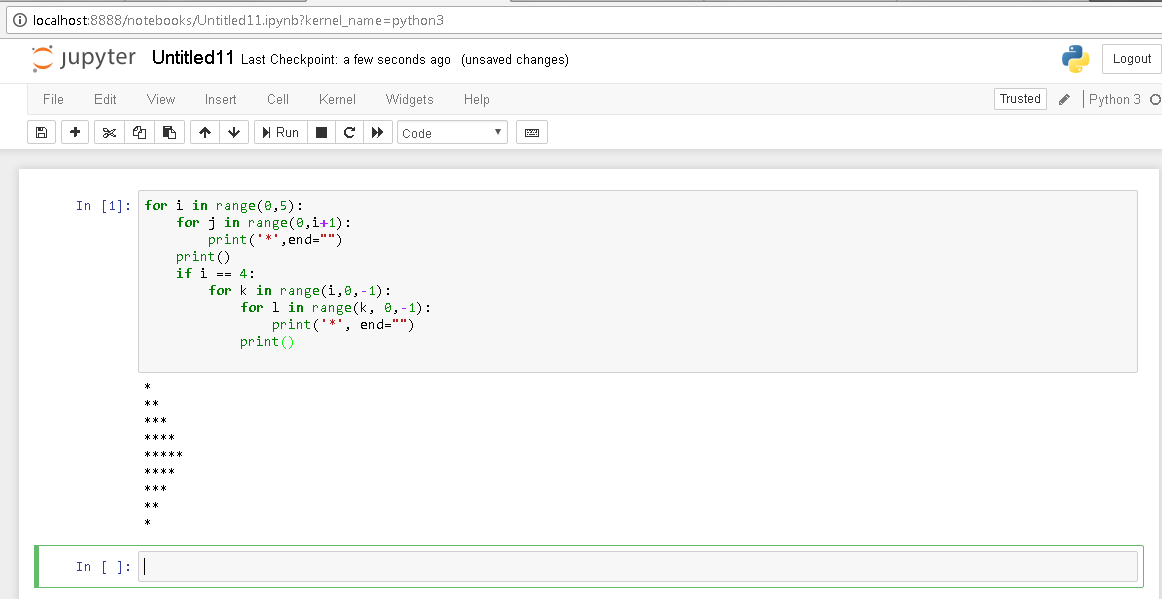 localhost:8888/notebooks/Untitled11.ipynb?kernel_name=python3
jupyter Untitled11 Last Checkpoint: a few seconds ago (unsaved changes) Logout
File Edit View Insert Cell Kernel Widgets Help Trusted Python 3
Run Code
In [1]: for i in range(0,5):
    for j in range(0,i+1):
        print('*',end="")
    print()
    if i == 4:
        for k in range(i,0,-1):
            for l in range(k, 0,-1):
                print('*', end="")
            print()
*
**
***
****
*****
****
***
**
*
In [ ]: